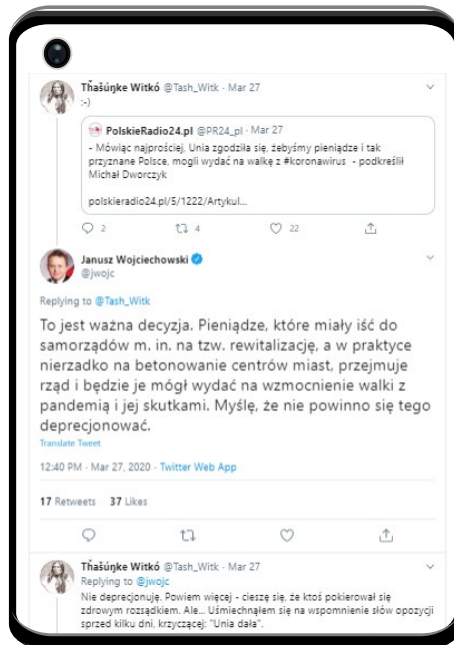 Tȟašúŋke Witkó @Tash_Witk · Mar 27
:-)
PolskieRadio24.pl @PR24_pl · Mar 27
- Mówiąc najprościej, Unia zgodziła się, żebyśmy pieniądze i tak
przyznane Polsce, mogli wydać na walkę z #koronawirus - podkreślił
Michał Dworczyk
polskieradio24.pl/5/1222/Artykul...
2 4 22
Janusz Wojciechowski
@jwojc
Replying to @Tash_Witk
To jest ważna decyzja. Pieniądze, które miały iść do
samorządów m. in. na tzw. rewitalizację, a w praktyce
nierzadko na betonowanie centrów miast, przejmuje
rząd i będzie je mógł wydać na wzmocnienie walki z
pandemią i jej skutkami. Myślę, że nie powinno się tego
deprecjonować.
Translate Tweet
12:40 PM · Mar 27, 2020 · Twitter Web App
17 Retweets 37 Likes
Tȟašúŋke Witkó @Tash_Witk · Mar 27
Replying to @jwojc
Nie deprecjonuję. Powiem więcej - cieszę się, że ktoś pokierował się
zdrowym rozsądkiem. Ale... Uśmiechnąłem się na wspomnienie słów opozycji
sprzed kilku dni, krzyczącej: "Unia dała".